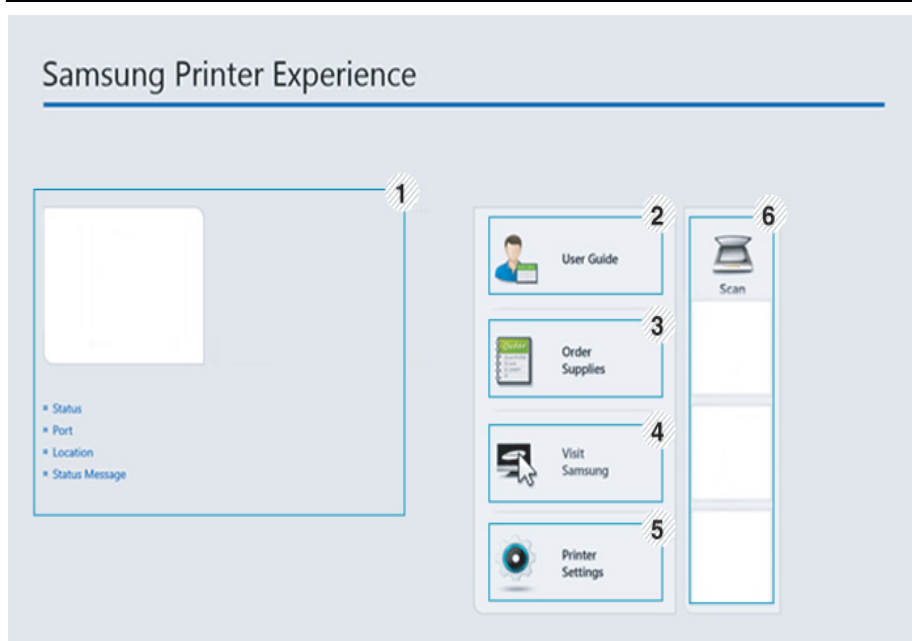 Samsung Printer Experience
1
Status
Port
Location
Status Message
2
User Guide
3
Order
Supplies
4
Visit
Samsung
5
Printer
Settings
6
Scan